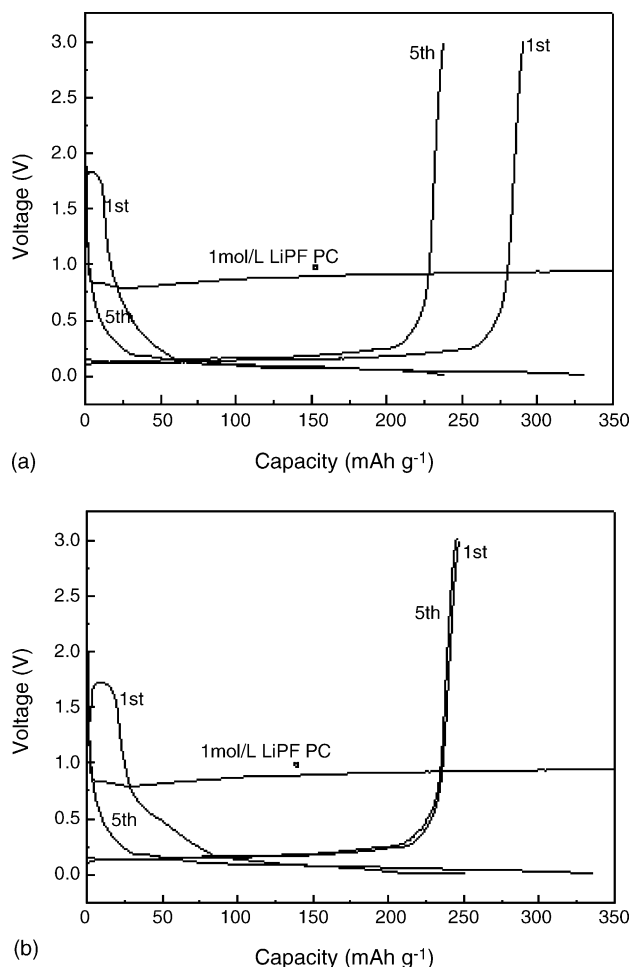 3.0
5th
1st
2.5
2.0
Voltage (V)
1st
1.5
1mol/L LiPF PC
1.0
5th
0.5
0.0
0 50 100 150 200 250 300 350
(a) Capacity (mAh g-1)
3.0
1st
5th
2.5
2.0
Voltage (V)
1st
1.5
1mol/L LiPF PC
1.0
5th
0.5
0.0
0 50 100 150 200 250 300 350
(b) Capacity (mAh g-1)